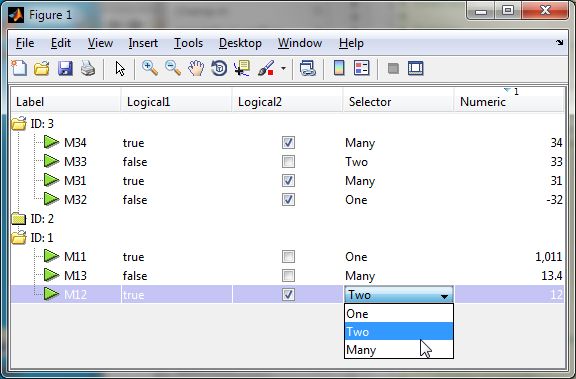 Figure 1
File Edit View Insert Tools Desktop Window Help
Label Logical1 Logical2 Selector Numeric 1
ID: 3
M34 true Many 34
M33 false Two 33
M31 true Many 31
M32 false One -32
ID: 2
ID: 1
M11 true One 1,011
M13 false Many 13.4
M12 true Two 12
One
Two
Many